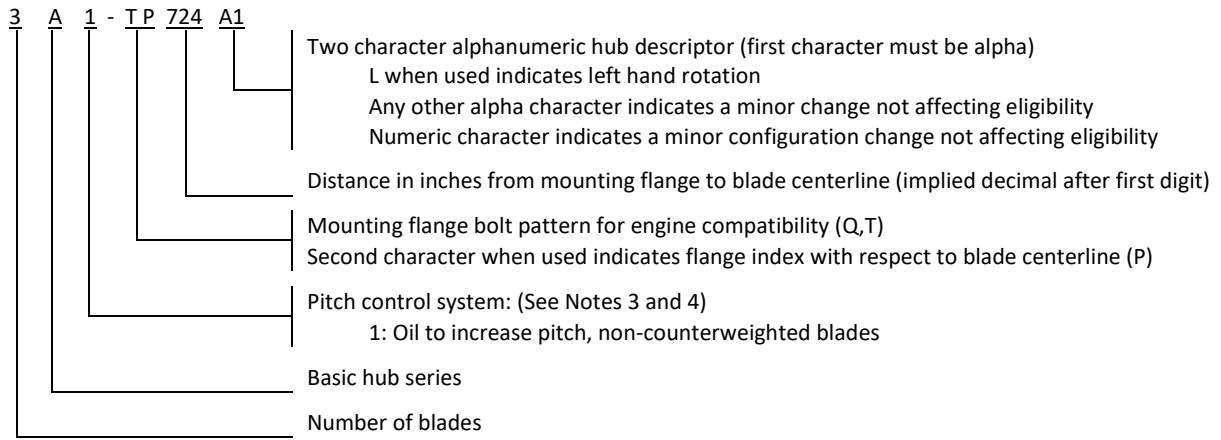 3 A 1 - T P 724 A1
Two character alphanumeric hub descriptor (first character must be alpha)
L when used indicates left hand rotation
Any other alpha character indicates a minor change not affecting eligibility
Numeric character indicates a minor configuration change not affecting eligibility
Distance in inches from mounting flange to blade centerline (implied decimal after first digit)
Mounting flange bolt pattern for engine compatibility (Q,T)
Second character when used indicates flange index with respect to blade centerline (P)
Pitch control system: (See Notes 3 and 4)
1: Oil to increase pitch, non-counterweighted blades
Basic hub series
Number of blades